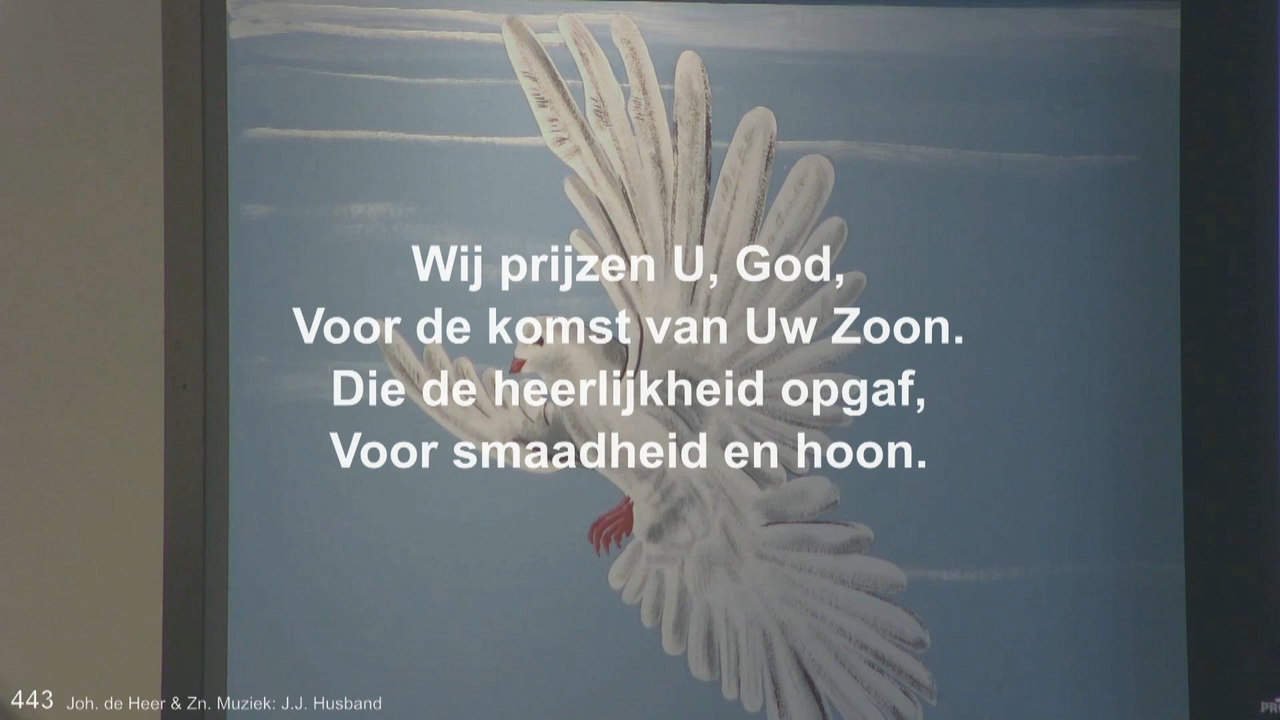 Wij prijzen U, God,
Voor de komst van Uw Zoon.
Die de heerlijkheid opgaf,
Voor smaadheid en hoon.
443 Joh. de Heer & Zn. Muziek: J.J. Husband